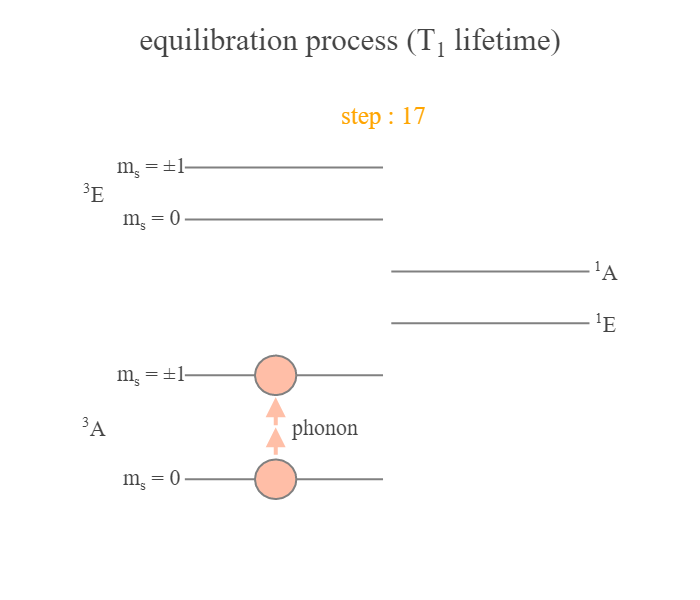 equilibration process (T₁ lifetime)
step : 17
mₛ = ±1
³E
mₛ = 0
¹A
¹E
mₛ = ±1
³A
phonon
mₛ = 0